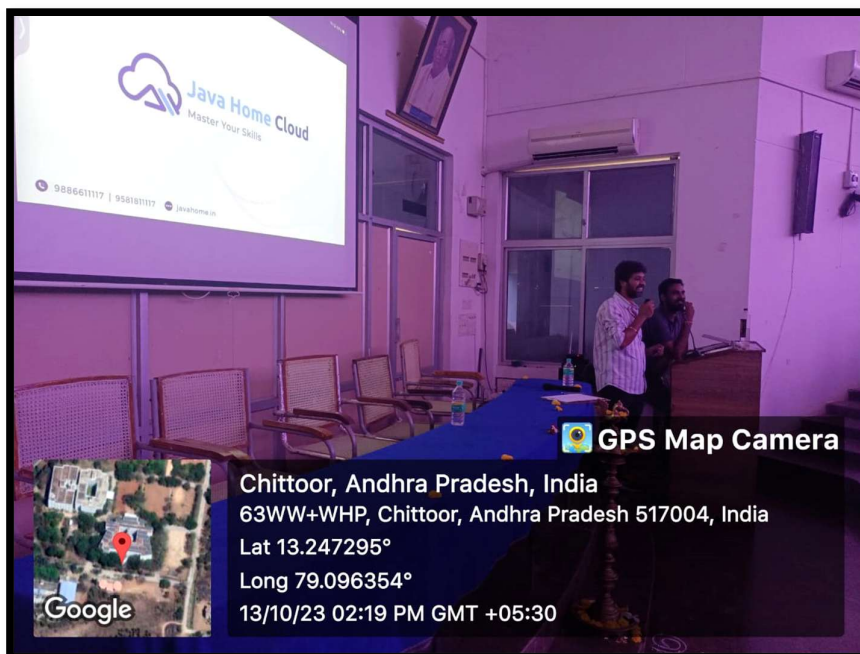 Java Home Cloud
Master Your Skills
9886611117 | 9581811117 javahome.in
GPS Map Camera
Chittoor, Andhra Pradesh, India
63WW+WHP, Chittoor, Andhra Pradesh 517004, India
Lat 13.247295°
Long 79.096354°
13/10/23 02:19 PM GMT +05:30
Google